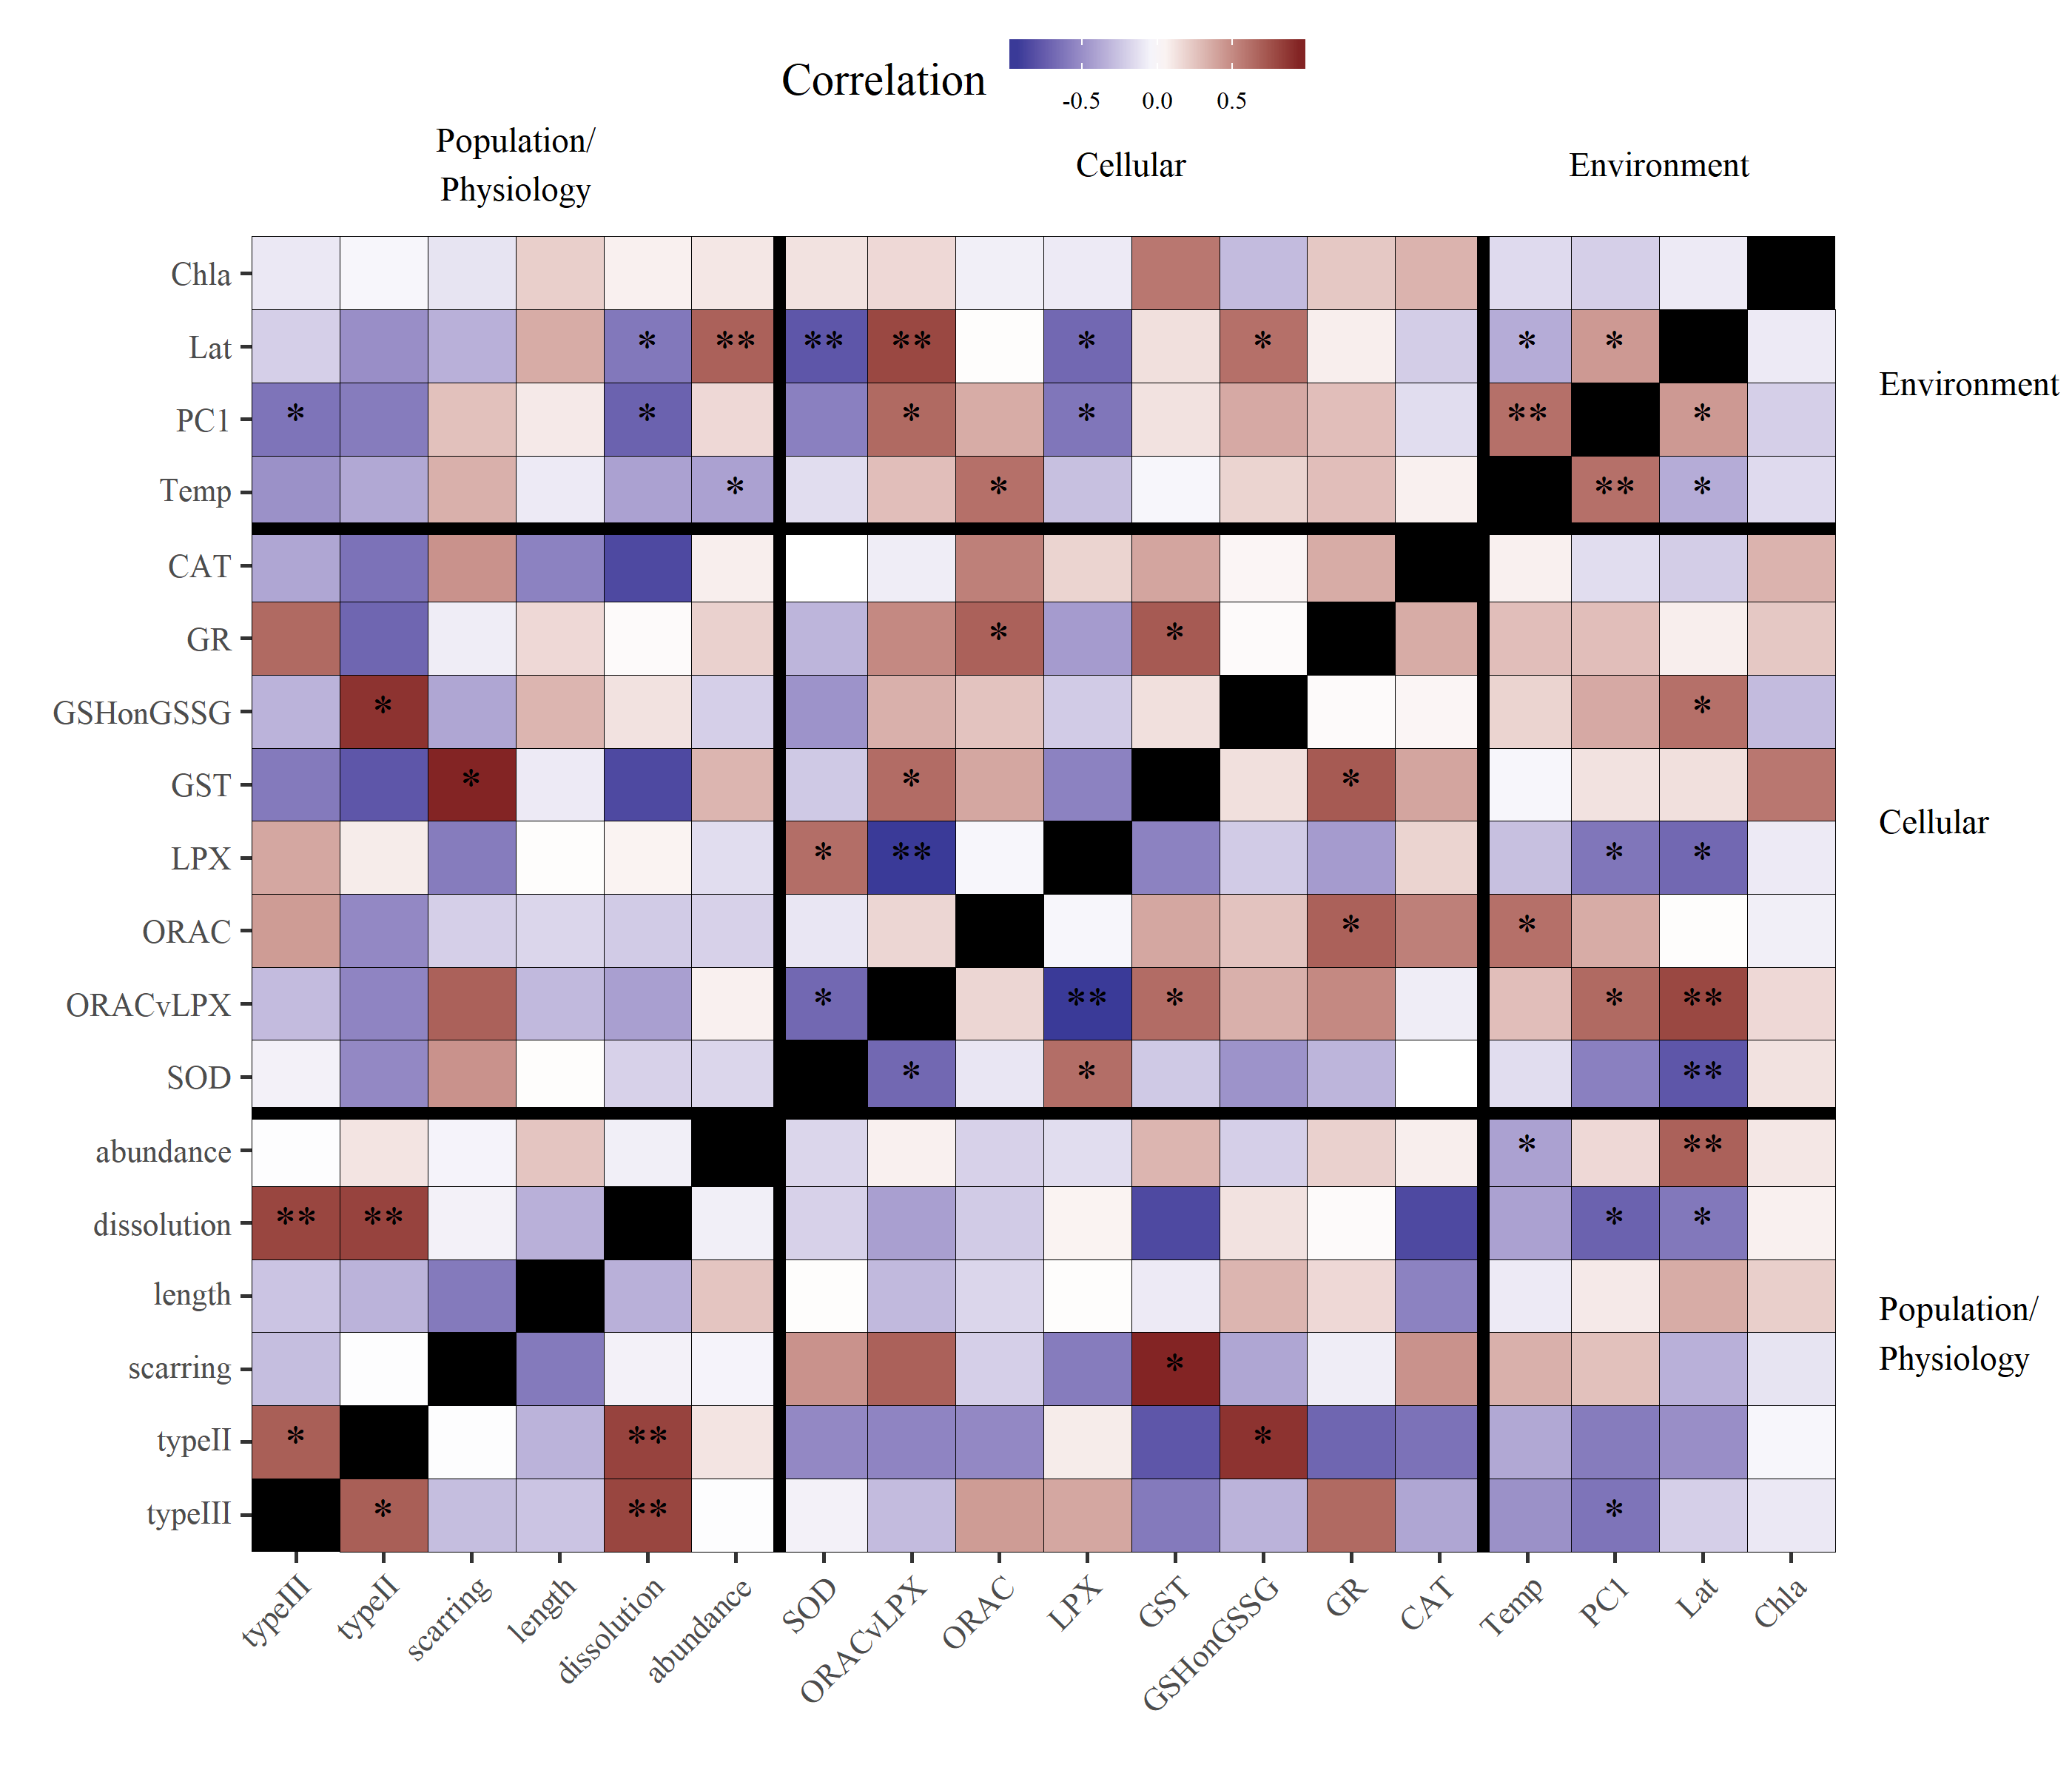 Correlation
-0.5 0.0 0.5
Population/
Physiology
Cellular
Environment
Chla
Lat * ** ** ** * * * *
PC1 * * * * ** *
Temp * * ** *
Environment
CAT
GR * *
GSHonGSSG * *
GST * * *
LPX * ** * *
ORAC * *
ORACvLPX * ** * * **
SOD * * **
Cellular
abundance * **
dissolution ** ** * *
length
scarring *
typeII * ** *
typeIII * ** *
Population/
Physiology
typeIII typeII scarring length dissolution abundance SOD ORACvLPX ORAC LPX GST GSHonGSSG GR CAT Temp PC1 Lat Chla